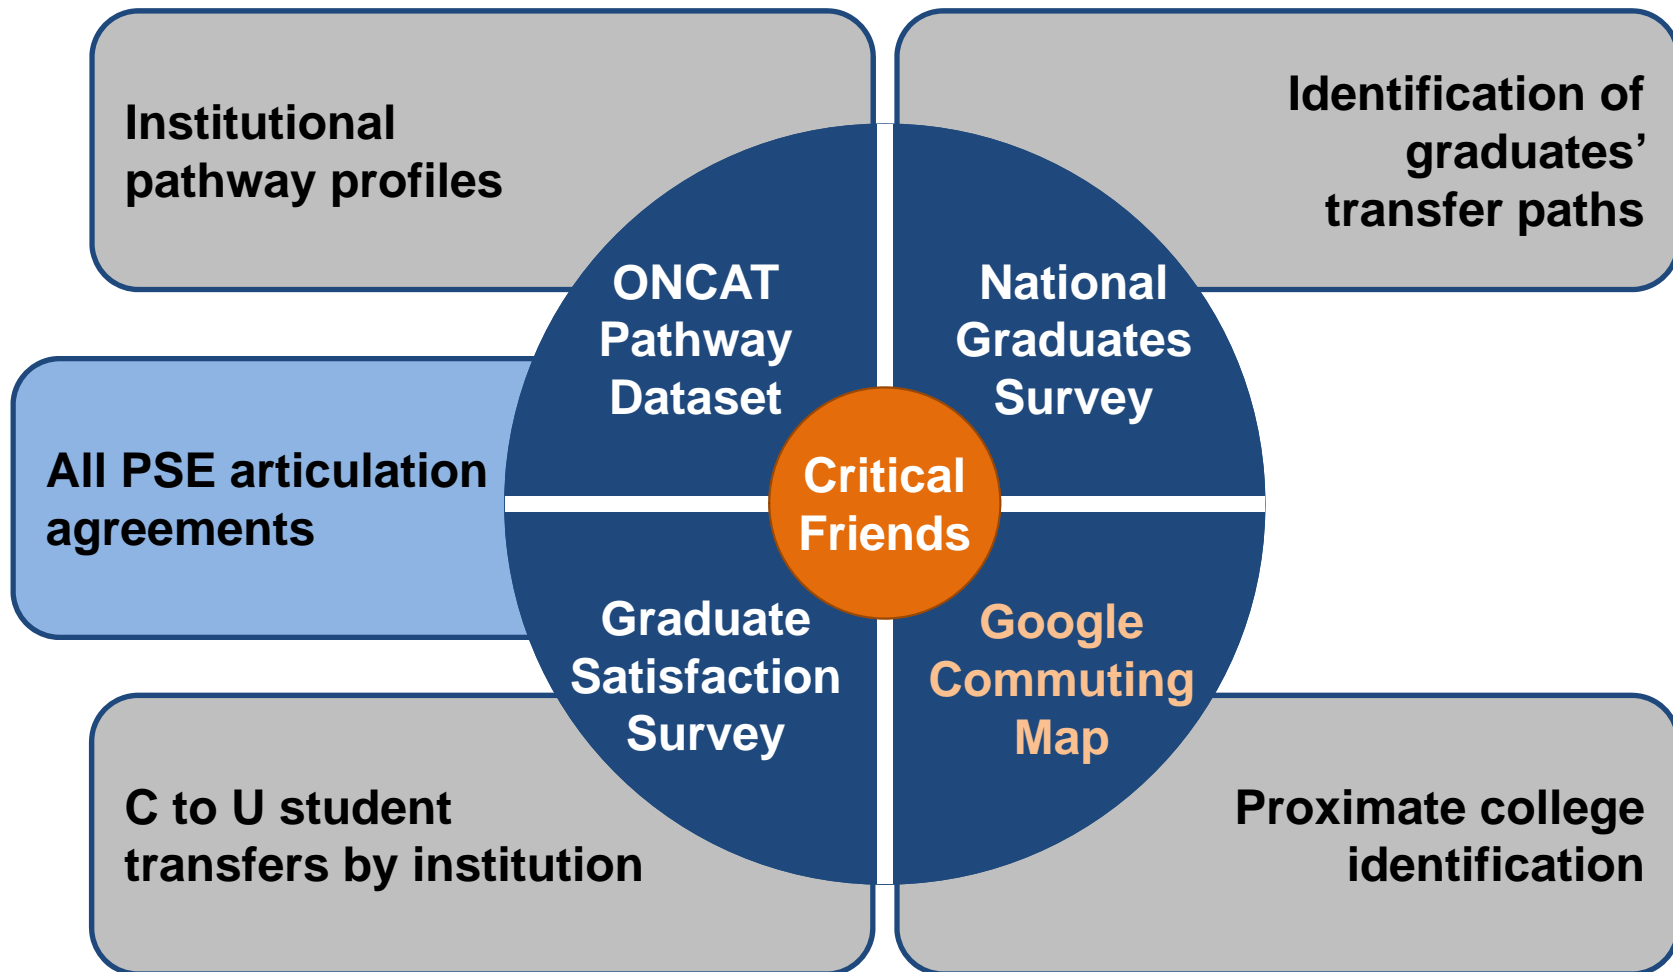 Institutional
pathway profiles
Identification of
graduates’
transfer paths
ONCAT
Pathway
Dataset
National
Graduates
Survey
All PSE articulation
agreements
Critical
Friends
Graduate
Satisfaction
Survey
Google
Commuting
Map
C to U student
transfers by institution
Proximate college
identification